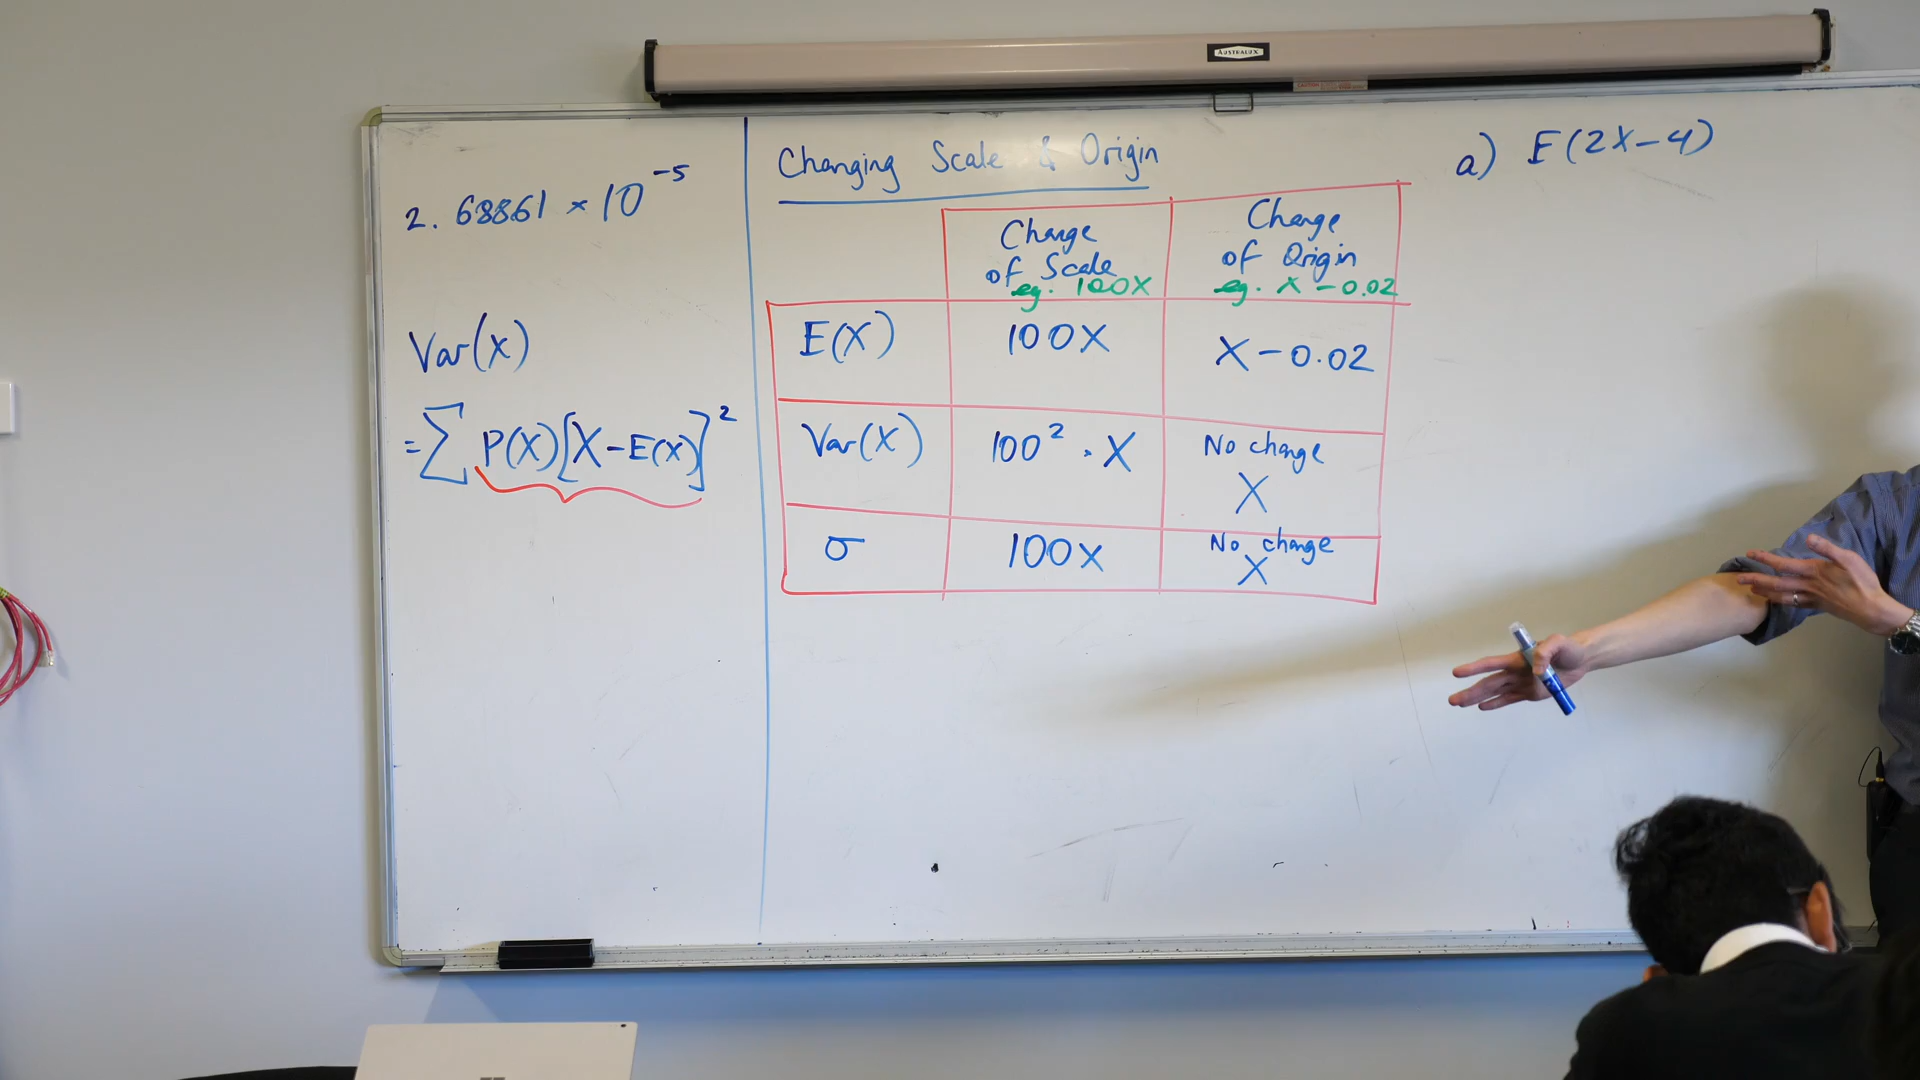 AUSTRALUX
2.68861 × 10⁻⁵
Var(X)
= ∑ P(X)[X - E(X)]²
Changing Scale & Origin
Change of Scale
eg. 100X
Change of Origin
eg. X - 0.02
E(X)
100X
X - 0.02
Var(X)
100² · X
No change
X
σ
100X
No change
X
a) E(2X - 4)